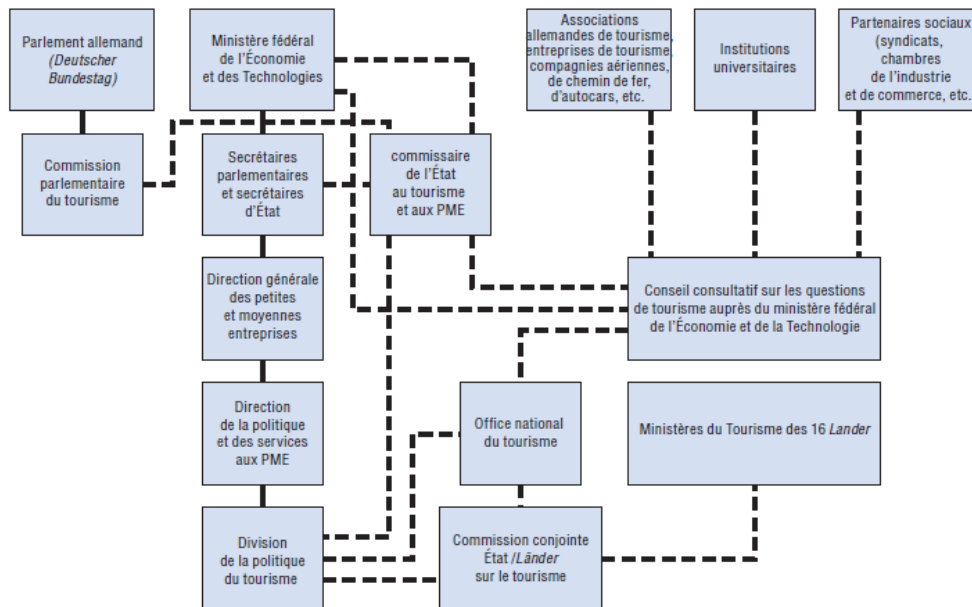 Parlement allemand
(Deutscher
Bundestag)
Ministère fédéral
de l'Économie
et des Technologies
Associations
allemandes de tourisme,
entreprises de tourisme,
compagnies aériennes,
de chemin de fer,
d'autocars, etc.
Institutions
universitaires
Partenaires sociaux
(syndicats,
chambres
de l'industrie
et de commerce, etc.
Commission
parlementaire
du tourisme
Secrétaires
parlementaires
et secrétaires
d'État
commissaire
de l'État
au tourisme
et aux PME
Direction générale
des petites
et moyennes
entreprises
Conseil consultatif sur les questions
de tourisme auprès du ministère fédéral
de l'Économie et de la Technologie
Direction
de la politique
et des services
aux PME
Office national
du tourisme
Ministères du Tourisme des 16 Lander
Division
de la politique
du tourisme
Commission conjointe
État /Länder
sur le tourisme